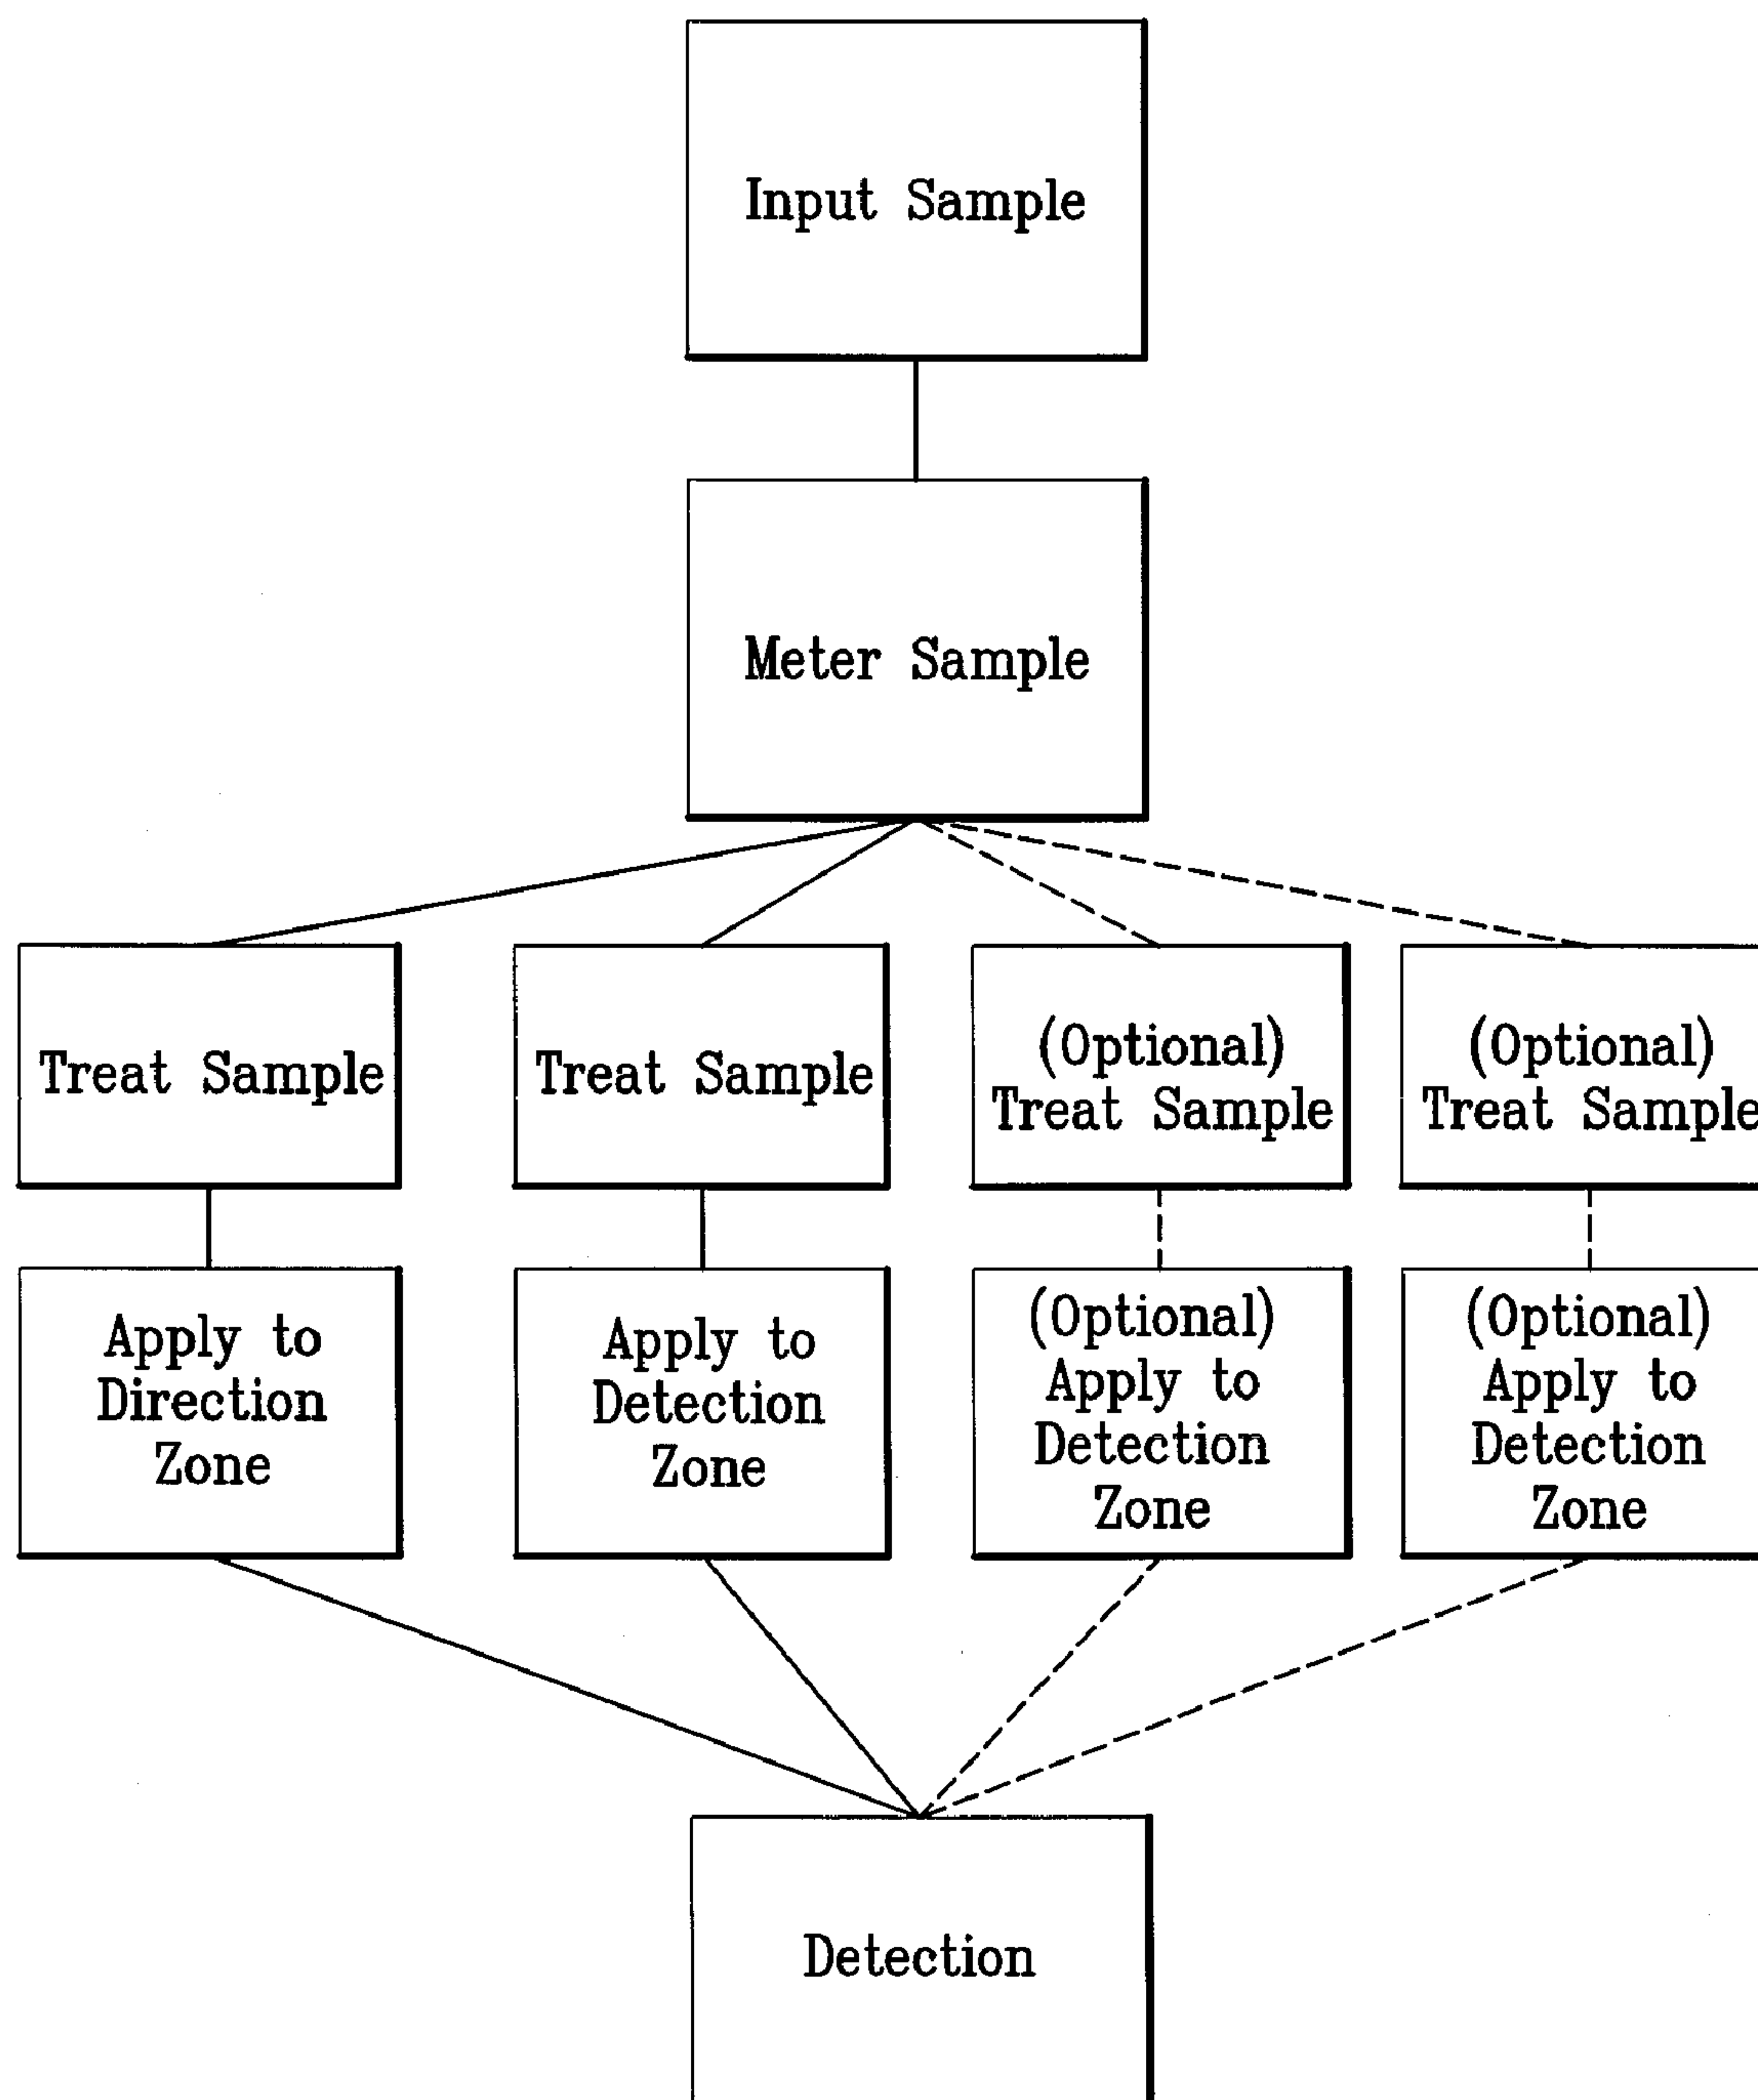 Input Sample
Meter Sample
Treat Sample
Treat Sample
(Optional)
Treat Sample
(Optional)
Treat Sample
Apply to
Direction
Zone
Apply to
Detection
Zone
(Optional)
Apply to
Detection
Zone
(Optional)
Apply to
Detection
Zone
Detection